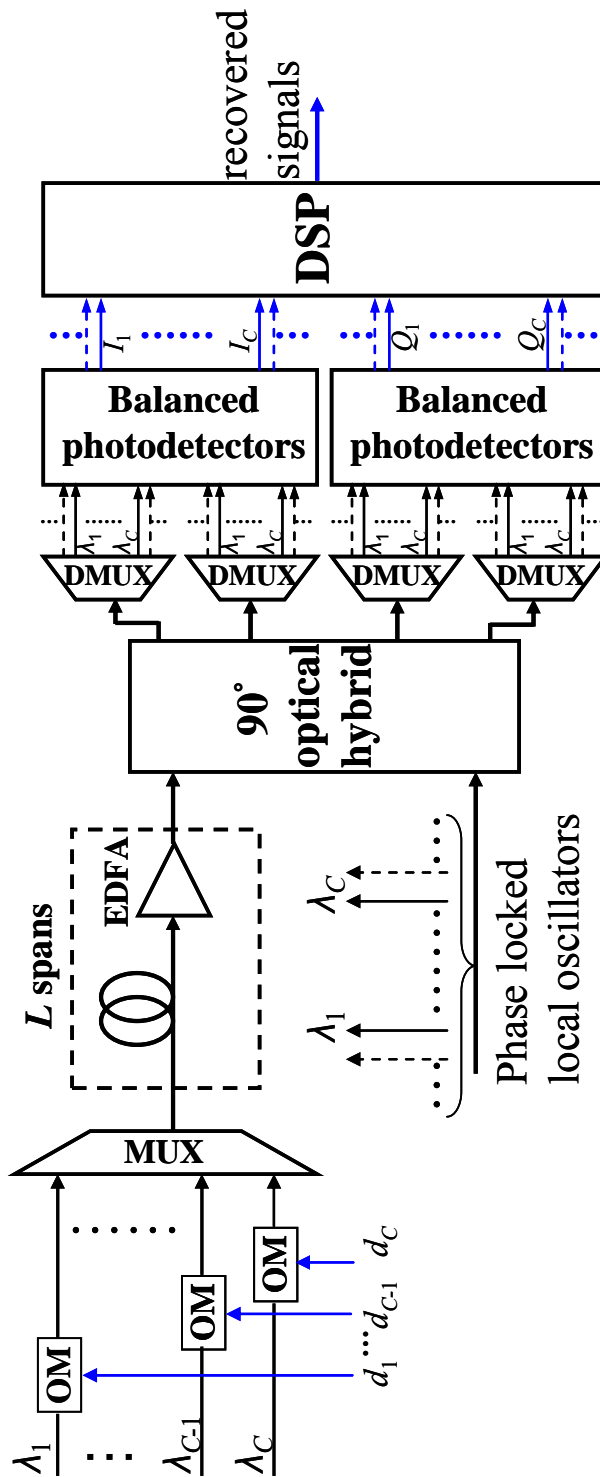 λ1
λC-1
λC
OM
OM
OM
d1 ... dC-1
dC
MUX
L spans
EDFA
λ1
λC
Phase locked
local oscillators
90°
optical
hybrid
DMUX
DMUX
DMUX
DMUX
λ1
λC
λ1
λC
λ1
λC
λ1
λC
Balanced
photodetectors
Balanced
photodetectors
I1
IC
Q1
QC
DSP
recovered
signals